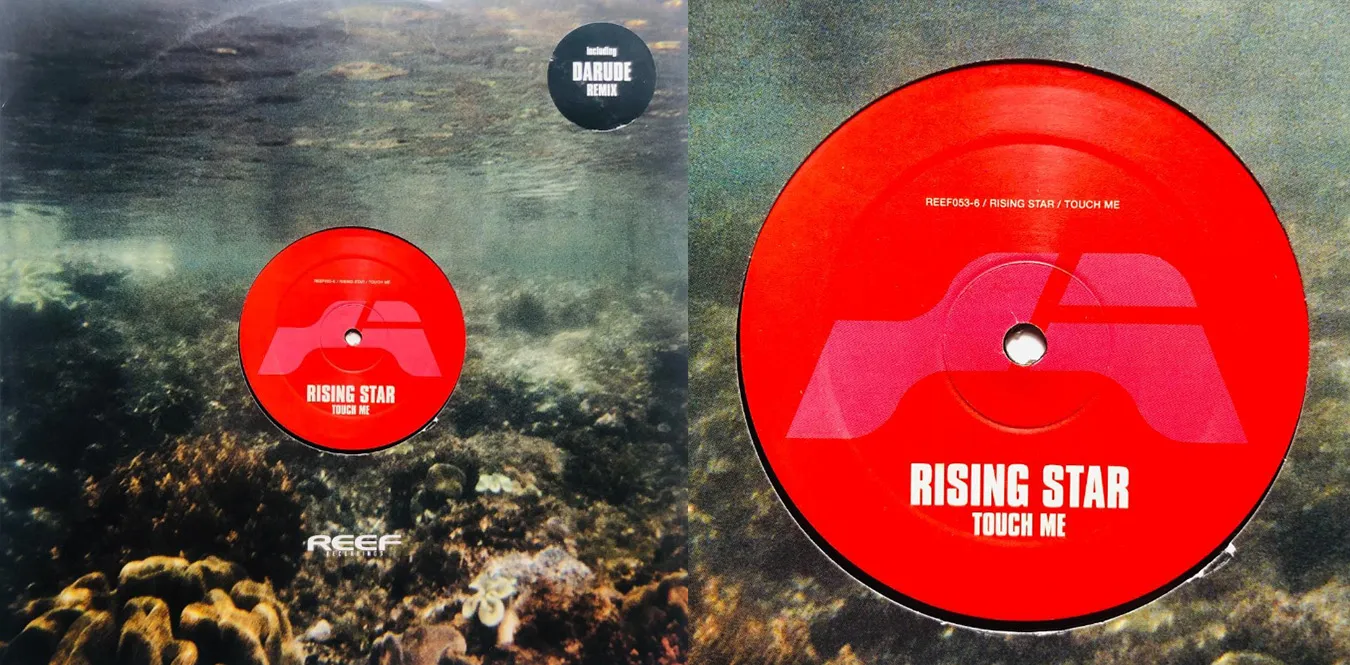 including
DARUDE
REMIX
REEF053-6 / RISING STAR / TOUCH ME
RISING STAR
TOUCH ME
REEF
RECORDINGS
REEF053-6 / RISING STAR / TOUCH ME
RISING STAR
TOUCH ME